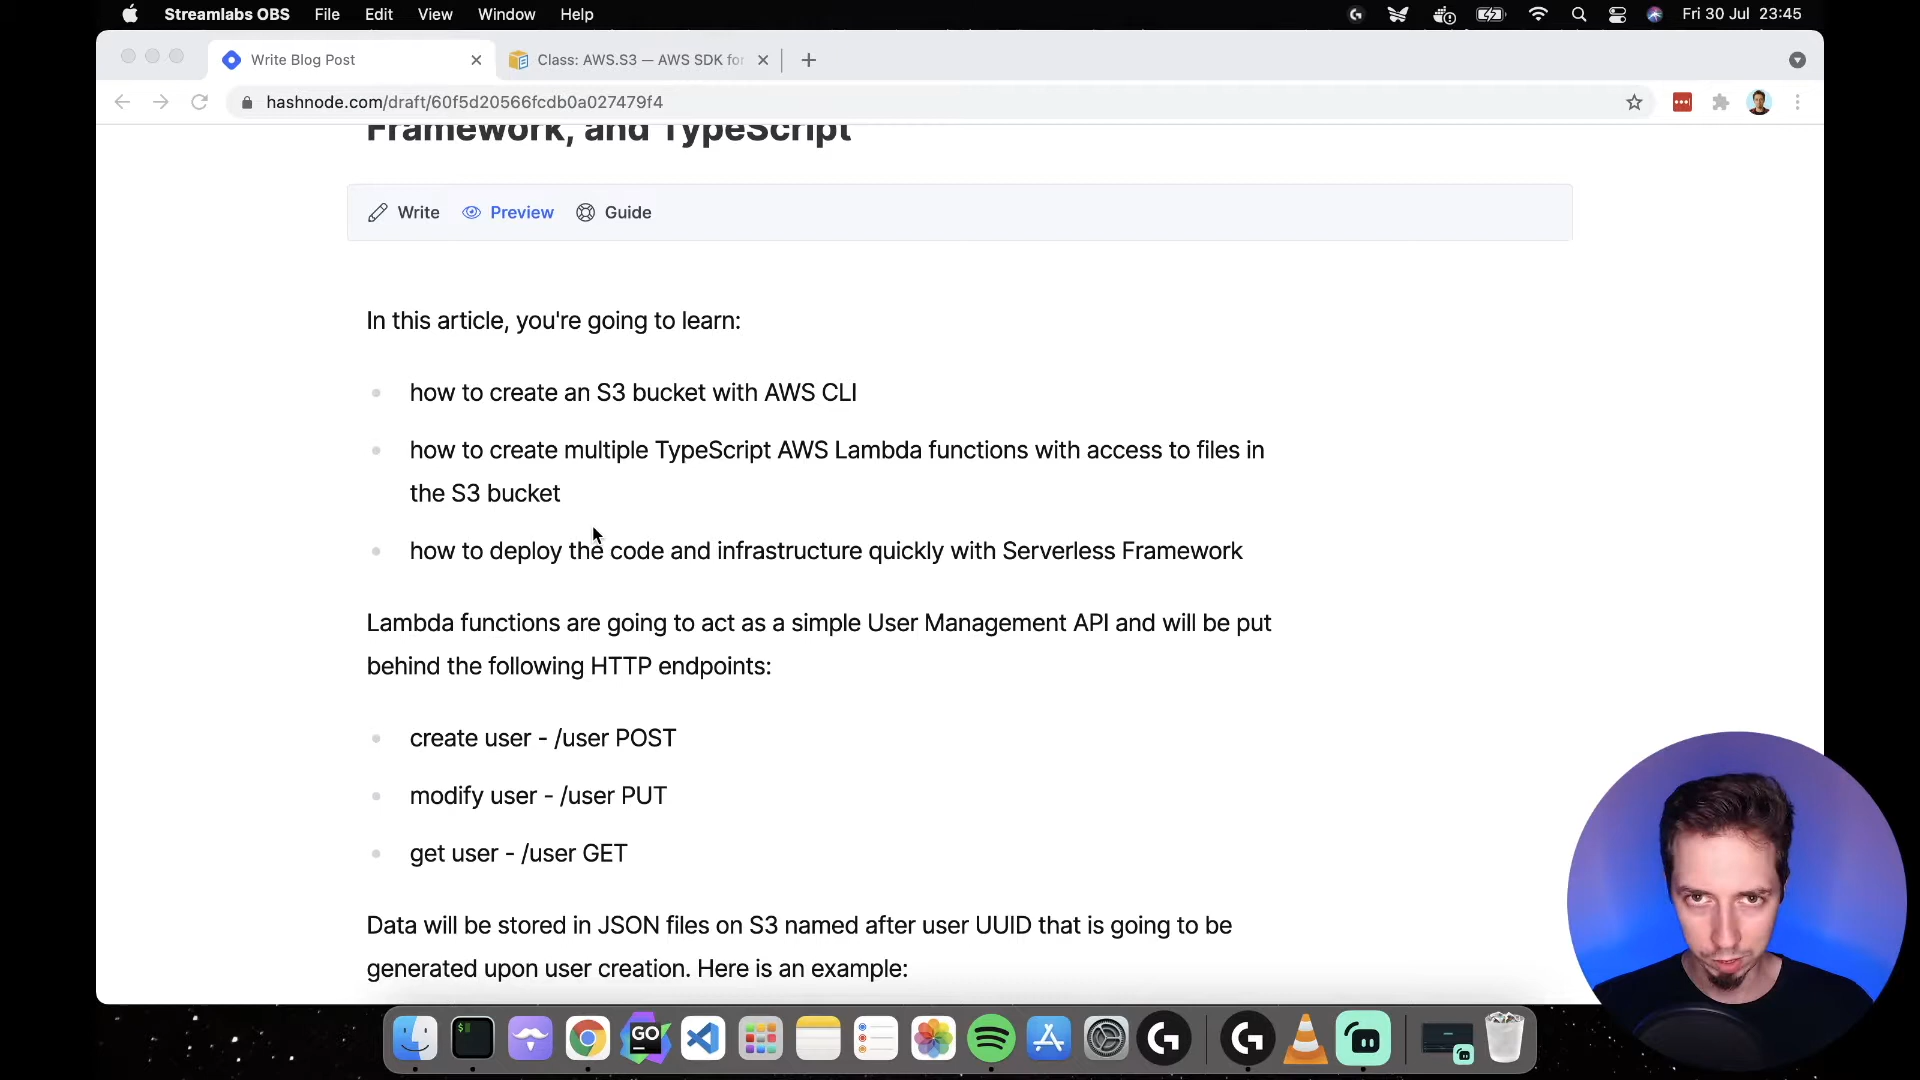 Streamlabs OBS File Edit View Window Help Fri 30 Jul 23:45
Write Blog Post Class: AWS.S3 — AWS SDK for
hashnode.com/draft/60f5d20566fcdb0a027479f4
Framework, and TypeScript
Write Preview Guide
In this article, you're going to learn:
how to create an S3 bucket with AWS CLI
how to create multiple TypeScript AWS Lambda functions with access to files in
the S3 bucket
how to deploy the code and infrastructure quickly with Serverless Framework
Lambda functions are going to act as a simple User Management API and will be put
behind the following HTTP endpoints:
create user - /user POST
modify user - /user PUT
get user - /user GET
Data will be stored in JSON files on S3 named after user UUID that is going to be
generated upon user creation. Here is an example:
GO